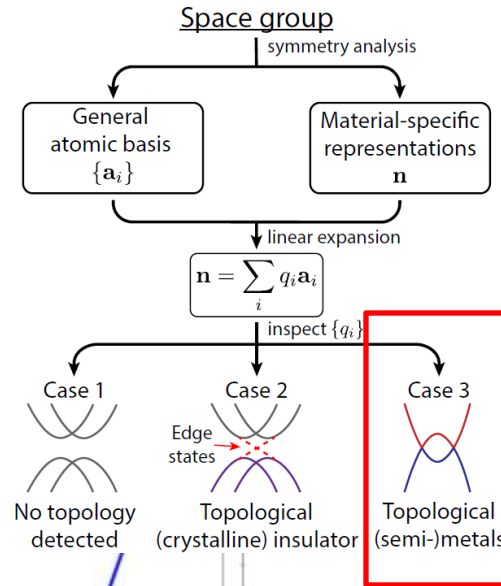 Space group
symmetry analysis
General
atomic basis
{a_i}
Material-specific
representations
n
linear expansion
n = ∑_i q_i a_i
inspect {q_i}
Case 1
Case 2
Case 3
Edge
states
No topology
detected
Topological
(crystalline) insulator
Topological
(semi-)metals